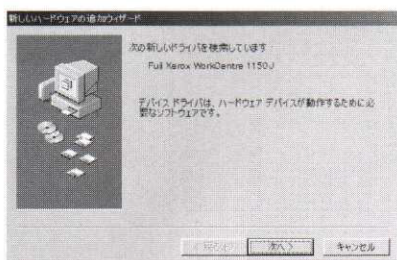 新しいハードウェアの追加ウィザード
次の新しいドライバを検索しています :
Fuji Xerox WorkCentre 1150J
デバイス ドライバは、ハードウェア デバイスが動作するために必
要なソフトウェアです。
< 戻る(B)
次へ >
キャンセル